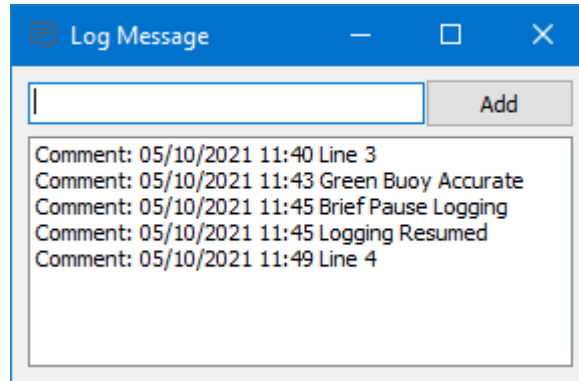 Log Message
Add
Comment: 05/10/2021 11:40 Line 3
Comment: 05/10/2021 11:43 Green Buoy Accurate
Comment: 05/10/2021 11:45 Brief Pause Logging
Comment: 05/10/2021 11:45 Logging Resumed
Comment: 05/10/2021 11:49 Line 4